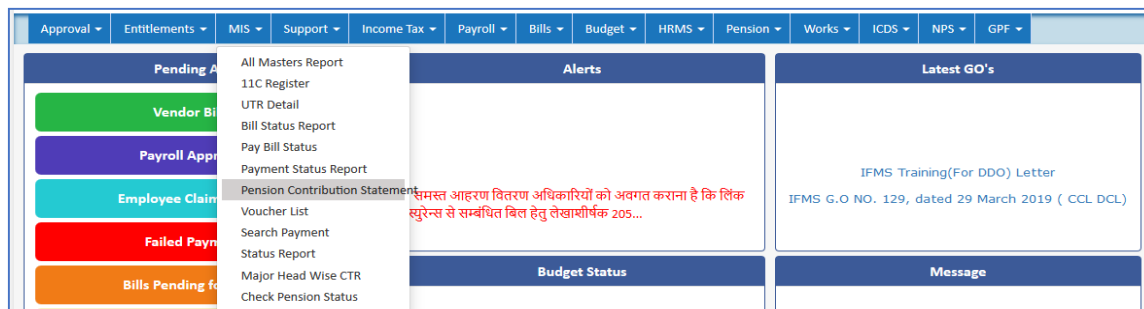 Approval Entitlements MIS Support Income Tax Payroll Bills Budget HRMS Pension Works ICDS NPS GPF
Pending A
Vendor Bi
Payroll Appr
Employee Claim
Failed Paym
Bills Pending fo
All Masters Report
11C Register
UTR Detail
Bill Status Report
Pay Bill Status
Payment Status Report
Pension Contribution Statement
Voucher List
Search Payment
Status Report
Major Head Wise CTR
Check Pension Status
Alerts
समस्त आहरण वितरण अधिकारियों को अवगत कराना है कि लिंक
स्युरेन्स से सम्बंधित बिल हेतु लेखाशीर्षक 205...
Budget Status
Latest GO's
IFMS Training(For DDO) Letter
IFMS G.O NO. 129, dated 29 March 2019 ( CCL DCL)
Message